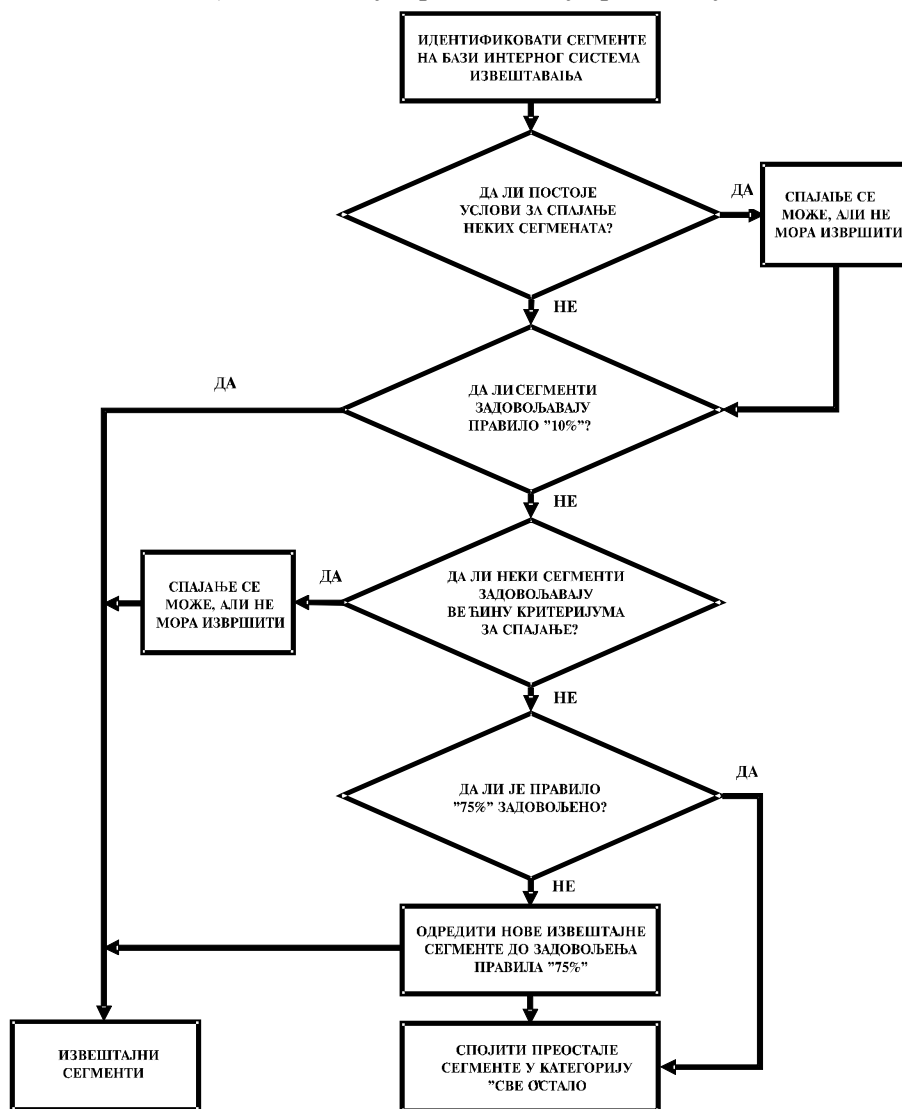 ИДЕНТИФИКОВАТИ СЕГМЕНТЕ
НА БАЗИ ИНТЕРНОГ СИСТЕМА
ИЗВЕШТАВАЊА
ДА ЛИ ПОСТОЈЕ
УСЛОВИ ЗА СПАЈАЊЕ
НЕКИХ СЕГМЕНАТА?
ДА
СПАЈАЊЕ СЕ
МОЖЕ, АЛИ НЕ
МОРА ИЗВРШИТИ
НЕ
ДА
ДА ЛИ СЕГМЕНТИ
ЗАДОВОЉАВАЈУ
ПРАВИЛО "10%"?
НЕ
ДА ЛИ НЕКИ СЕГМЕНТИ
ЗАДОВОЉАВАЈУ
ВЕЋИНУ КРИТЕРИЈУМА
ЗА СПАЈАЊЕ?
ДА
СПАЈАЊЕ СЕ
МОЖЕ, АЛИ НЕ
МОРА ИЗВРШИТИ
НЕ
ДА ЛИ ЈЕ ПРАВИЛО
"75%" ЗАДОВОЉЕНО?
ДА
НЕ
ОДРЕДИТИ НОВЕ ИЗВЕШТАЈНЕ
СЕГМЕНТЕ ДО ЗАДОВОЉЕЊА
ПРАВИЛА "75%"
ИЗВЕШТАЈНИ
СЕГМЕНТИ
СПОЈИТИ ПРЕОСТАЛЕ
СЕГМЕНТЕ У КАТЕГОРИЈУ
"СВЕ ОСТАЛО"